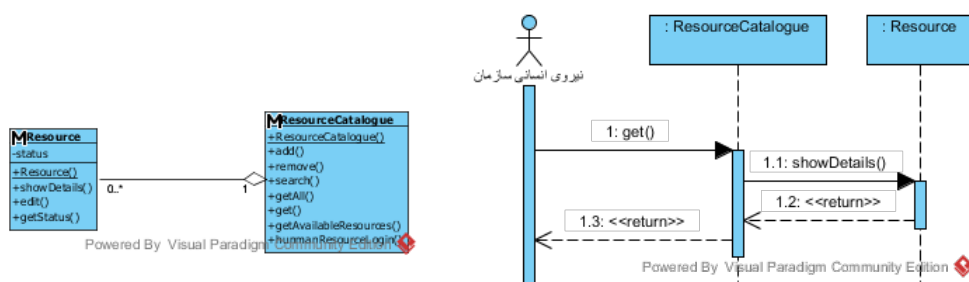 Resource
-status
+Resource()
+showDetails()
+edit()
+getStatus()
0..*
1
ResourceCatalogue
+ResourceCatalogue()
+add()
+remove()
+search()
+getAll()
+get()
+getAvailableResources()
+hunmanResourceLogin()
Powered By Visual Paradigm Community Edition
نیروی انسانی سازمان
: ResourceCatalogue
: Resource
1: get()
1.1: showDetails()
1.2: <<return>>
1.3: <<return>>
Powered By Visual Paradigm Community Edition